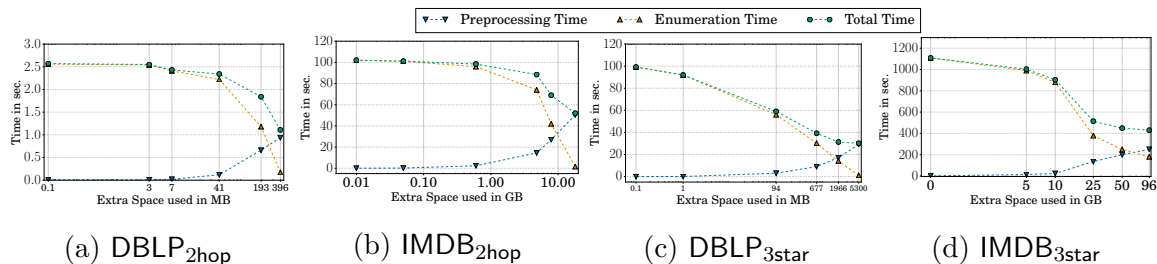 Preprocessing Time Enumeration Time Total Time
Time in sec.
3.0
2.5
2.0
1.5
1.0
0.5
0.0
0.1 3 7 41 193 396
Extra Space used in MB
(a) DBLP2hop
Time in sec.
120
100
80
60
40
20
0
0.01 0.10 1.00 10.00
Extra Space used in GB
(b) IMDB2hop
Time in sec.
120
100
80
60
40
20
0
0.1 1 94 677 1966 5300
Extra Space used in MB
(c) DBLP3star
Time in sec.
1200
1000
800
600
400
200
0
0 5 10 25 50 96
Extra Space used in GB
(d) IMDB3star